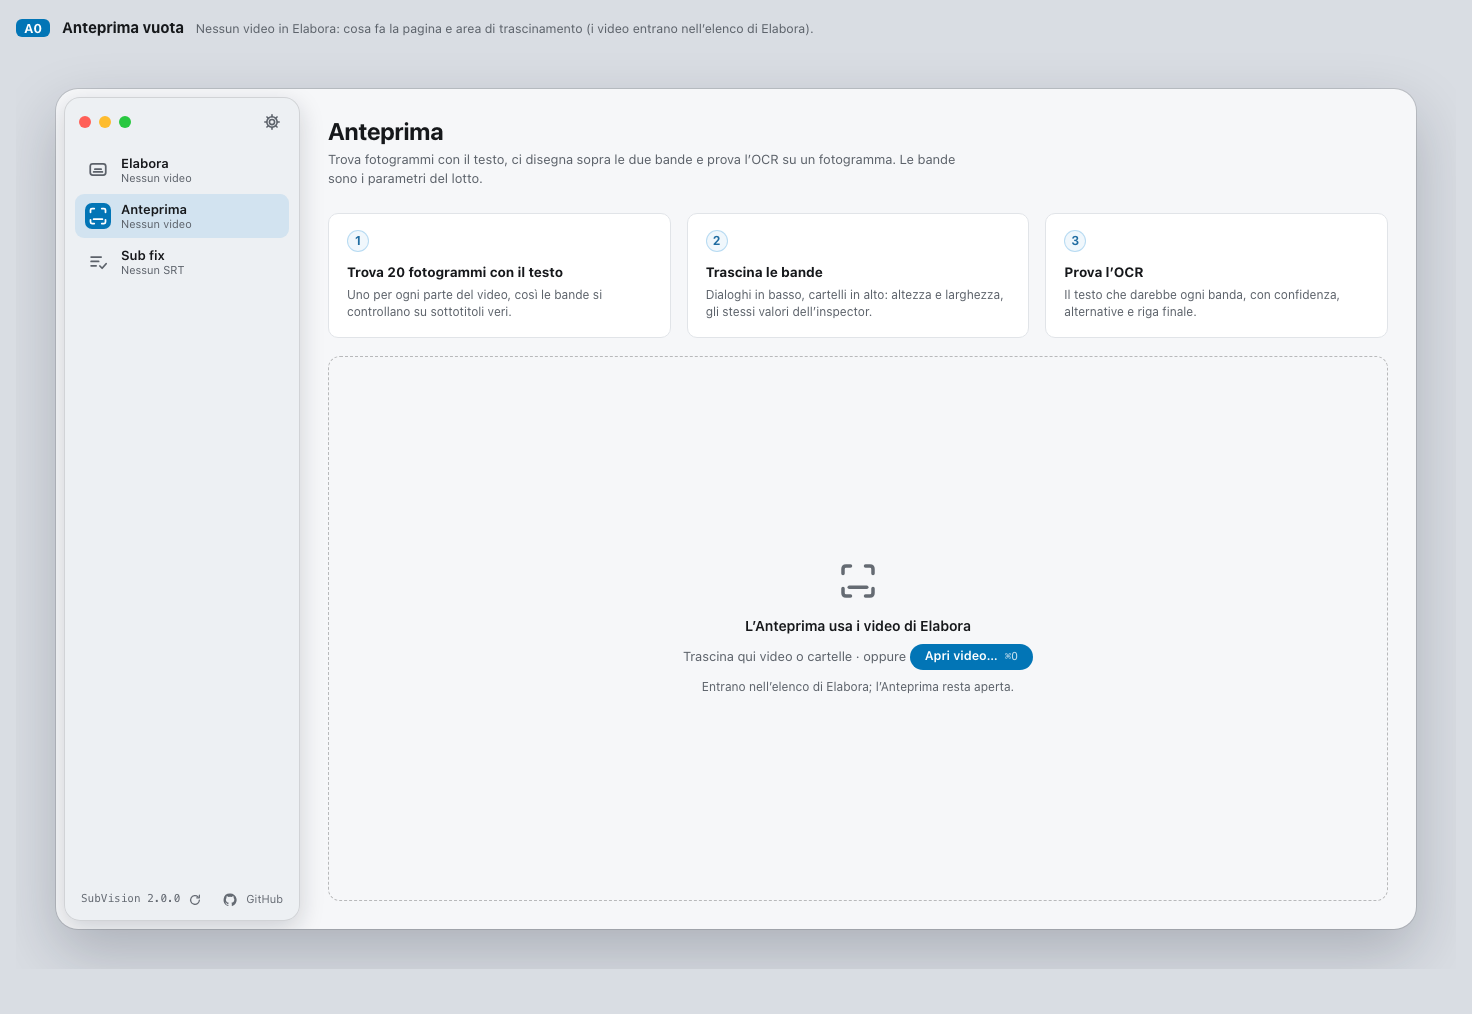 A0 Anteprima vuota Nessun video in Elabora: cosa fa la pagina e area di trascinamento (i video entrano nell'elenco di Elabora).
Elabora
Nessun video
Anteprima
Nessun video
Sub fix
Nessun SRT
SubVision 2.0.0 GitHub
Anteprima
Trova fotogrammi con il testo, ci disegna sopra le due bande e prova l'OCR su un fotogramma. Le bande
sono i parametri del lotto.
1
Trova 20 fotogrammi con il testo
Uno per ogni parte del video, così le bande si
controllano su sottotitoli veri.
2
Trascina le bande
Dialoghi in basso, cartelli in alto: altezza e larghezza,
gli stessi valori dell'inspector.
3
Prova l'OCR
Il testo che darebbe ogni banda, con confidenza,
alternative e riga finale.
L'Anteprima usa i video di Elabora
Trascina qui video o cartelle · oppure Apri video... ⌘O
Entrano nell'elenco di Elabora; l'Anteprima resta aperta.